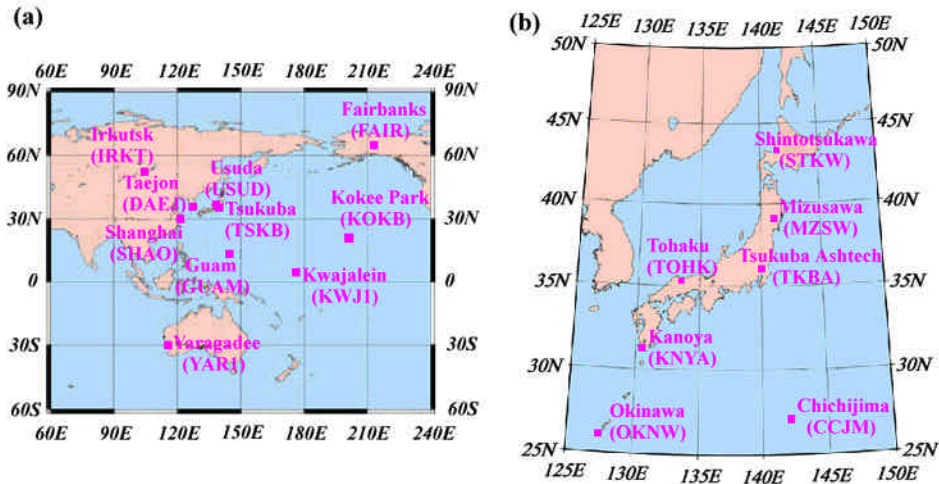 (a)
60E 90E 120E 150E 180E 210E 240E
90N
60N
30N
0
30S
60S
90N
60N
30N
0
30S
60S
60E 90E 120E 150E 180E 210E 240E
Fairbanks
(FAIR)
Irkutsk
(IRKT)
Usuda
(USUD)
Taejon
(DAEJ)
Kokee Park
(KOKB)
Tsukuba
(TSKB)
Shanghai
(SHAO)
Guam
(GUAM)
Kwajalein
(KWJ1)
Yaragadee
(YAR1)
(b)
125E 130E 135E 140E 145E 150E
50N
45N
40N
35N
30N
25N
50N
45N
40N
35N
30N
25N
125E 130E 135E 140E 145E 150E
Shintotsukawa
(STKW)
Mizusawa
(MZSW)
Tohaku
(TOHK)
Tsukuba Ashtech
(TKBA)
Kanoya
(KNYA)
Okinawa
(OKNW)
Chichijima
(CCJM)